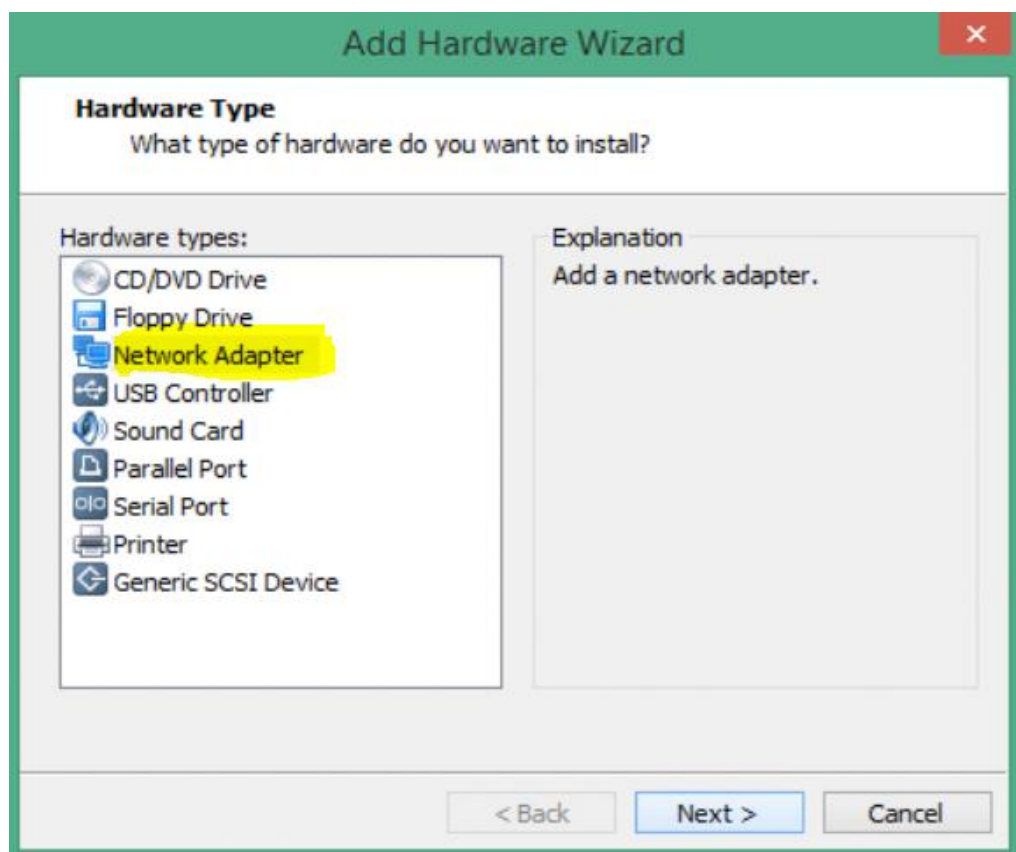 Add Hardware Wizard
Hardware Type
What type of hardware do you want to install?
Hardware types:
CD/DVD Drive
Floppy Drive
Network Adapter
USB Controller
Sound Card
Parallel Port
Serial Port
Printer
Generic SCSI Device
Explanation
Add a network adapter.
< Back
Next >
Cancel